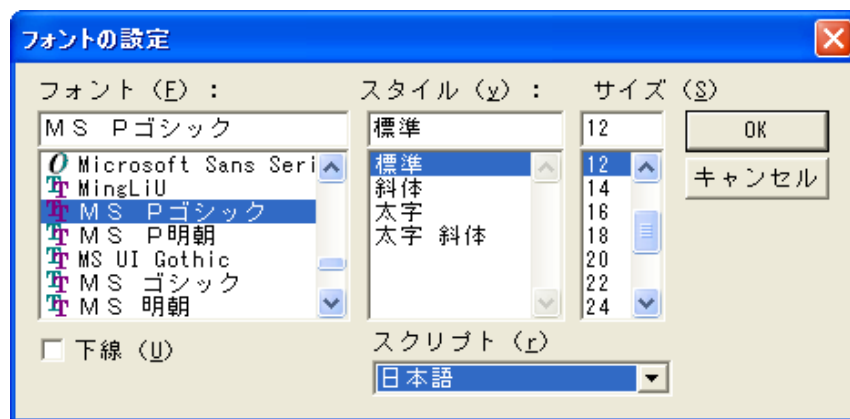 フォントの設定
フォント(F):
スタイル(y):
サイズ(S)
MS Pゴシック
標準
12
OK
キャンセル
Microsoft Sans Seri
MingLiU
MS Pゴシック
MS P明朝
MS UI Gothic
MS ゴシック
MS 明朝
標準
斜体
太字
太字 斜体
12
14
16
18
20
22
24
下線(U)
スクリプト(r)
日本語